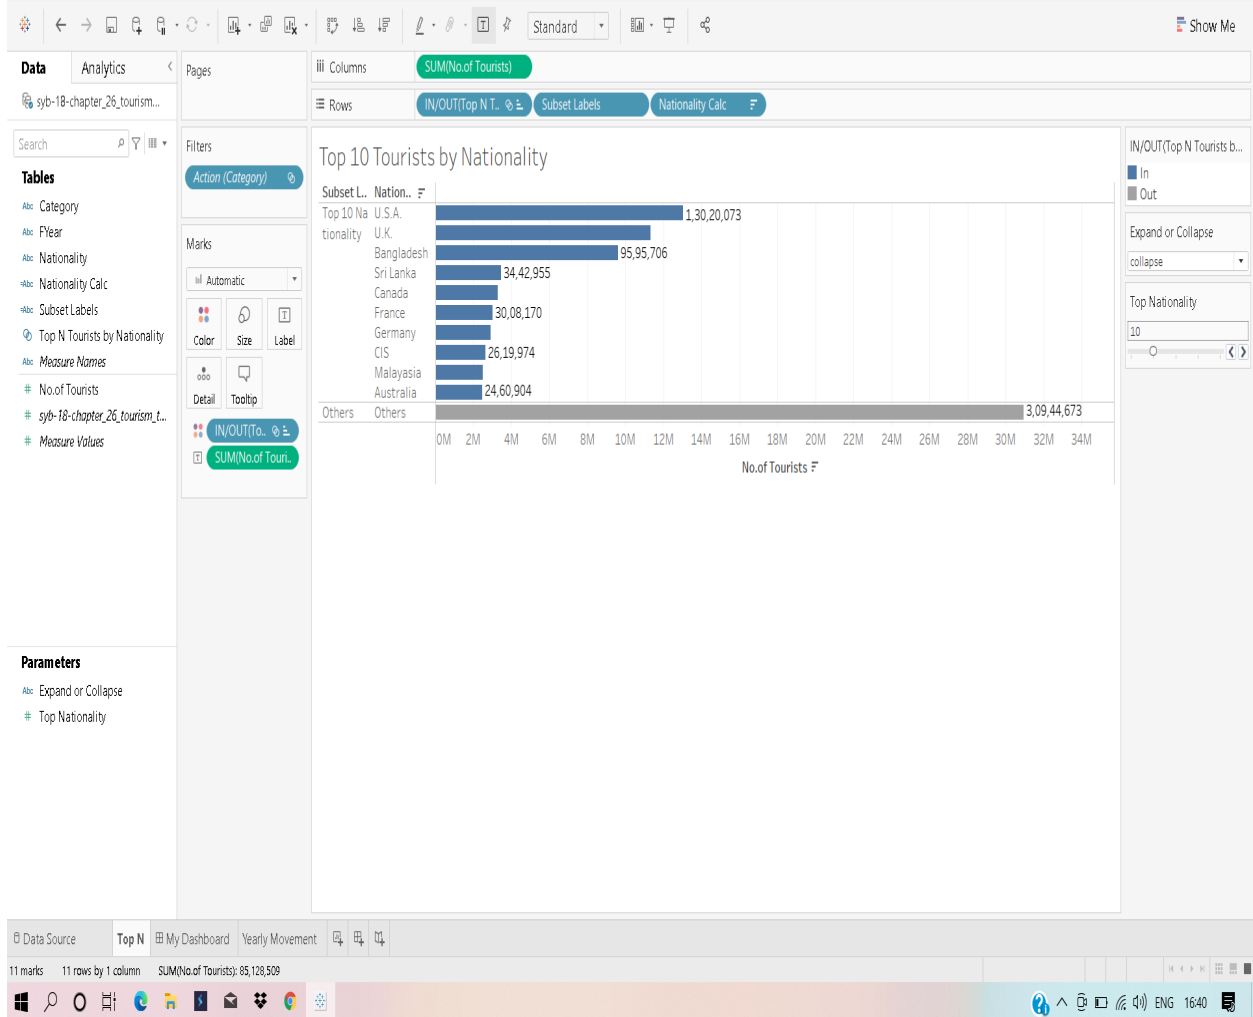 Standard
Show Me
Data
Analytics
syb-18-chapter_26_tourism...
Search
Tables
Abc Category
Abc FYear
Abc Nationality
=Abc Nationality Calc
=Abc Subset Labels
Top N Tourists by Nationality
Abc Measure Names
# No.of Tourists
# syb-18-chapter_26_tourism_t...
# Measure Values
Parameters
Abc Expand or Collapse
# Top Nationality
Pages
Filters
Action (Category)
Marks
Automatic
Color
Size
Label
Detail
Tooltip
IN/OUT(To..
SUM(No.of Touri..
iii Columns
SUM(No.of Tourists)
Rows
IN/OUT(Top N T..
Subset Labels
Nationality Calc
Top 10 Tourists by Nationality
Subset L.. Nation..
Top 10 Na
tionality
U.S.A. 1,30,20,073
U.K.
Bangladesh 95,95,706
Sri Lanka 34,42,955
Canada
France 30,08,170
Germany
CIS 26,19,974
Malayasia
Australia 24,60,904
Others Others 3,09,44,673
0M 2M 4M 6M 8M 10M 12M 14M 16M 18M 20M 22M 24M 26M 28M 30M 32M 34M
No.of Tourists
IN/OUT(Top N Tourists b...
In
Out
Expand or Collapse
collapse
Top Nationality
10
Data Source
Top N
My Dashboard
Yearly Movement
11 marks 11 rows by 1 column SUM(No.of Tourists): 85,128,509
ENG 16:40